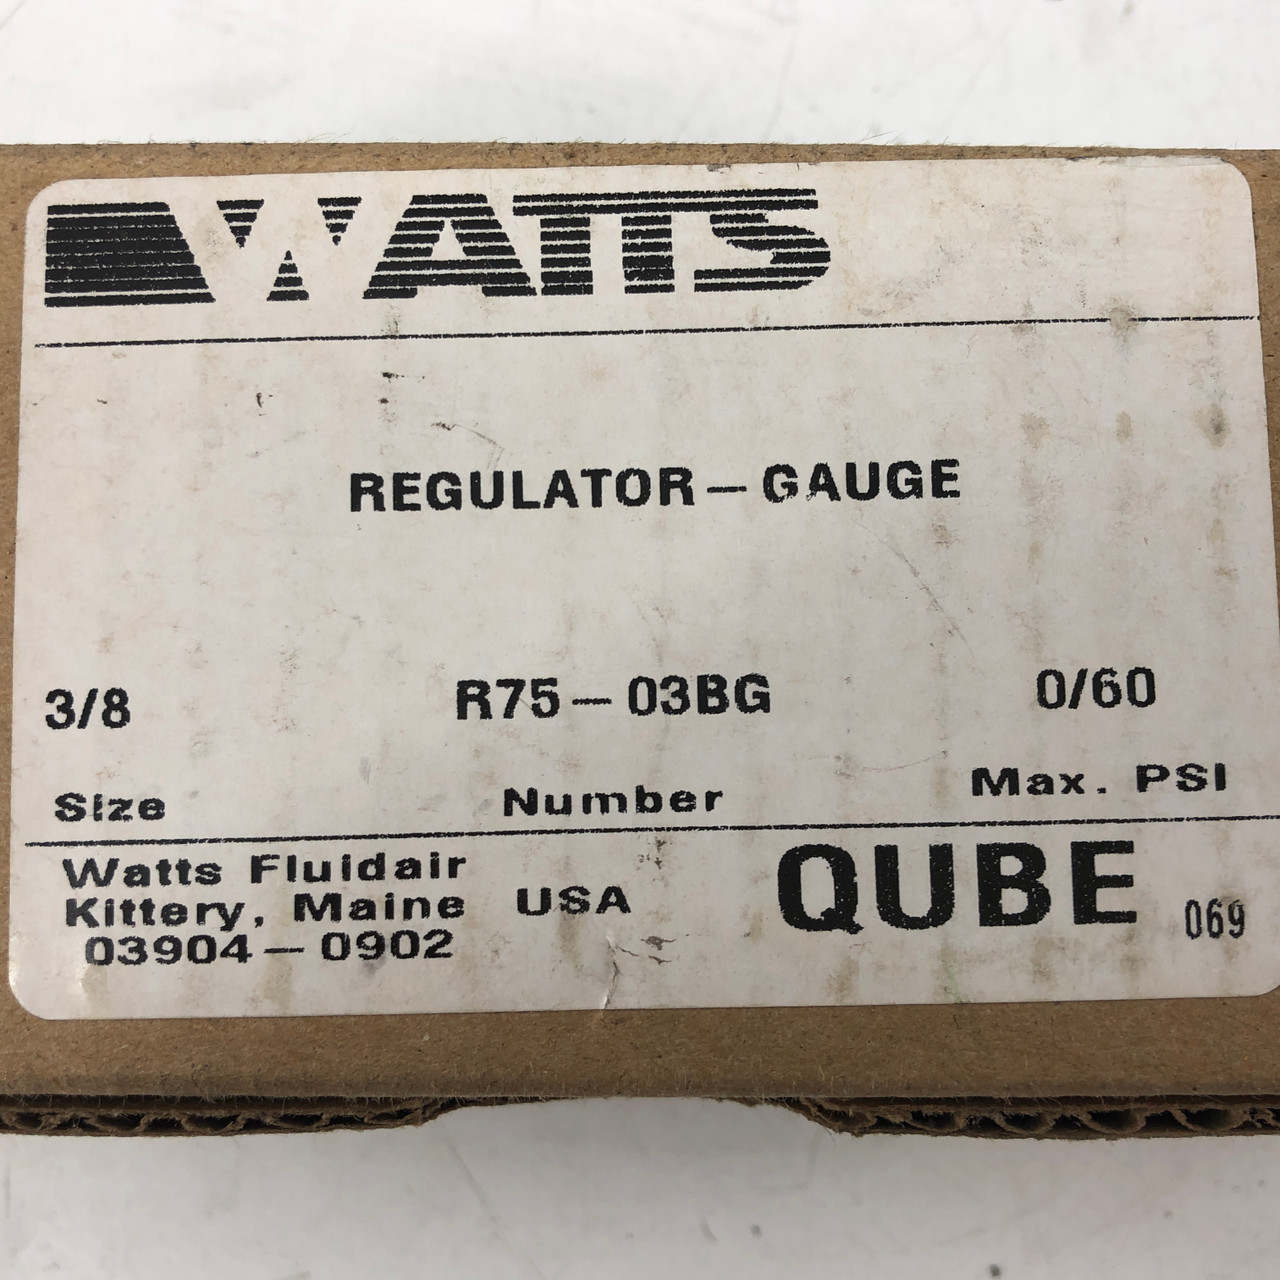 WATTS
REGULATOR-GAUGE
3/8 R75-03BG 0/60
Size Number Max. PSI
Watts Fluidair
Kittery, Maine USA
03904-0902
QUBE 069